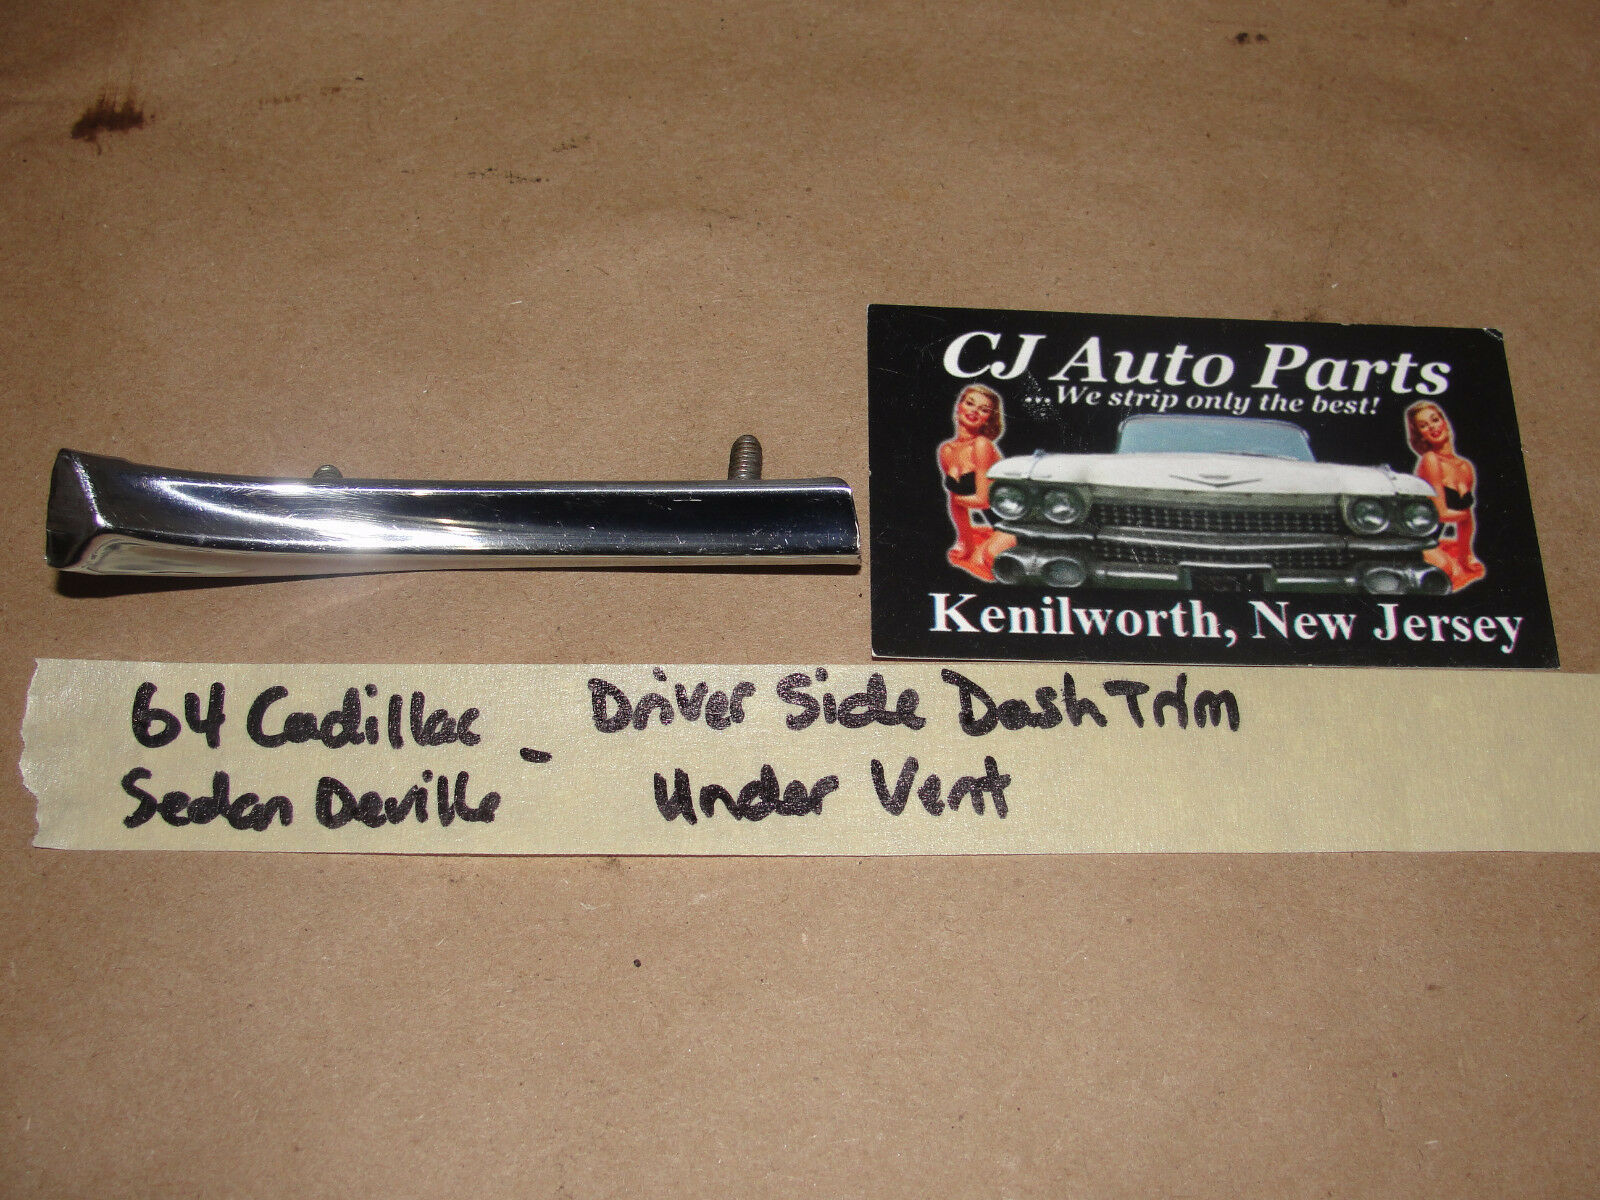 CJ Auto Parts
...We strip only the best!
Kenilworth, New Jersey
64 Cadillac - Driver Side Dash Trim
Sedan Deville Under Vent